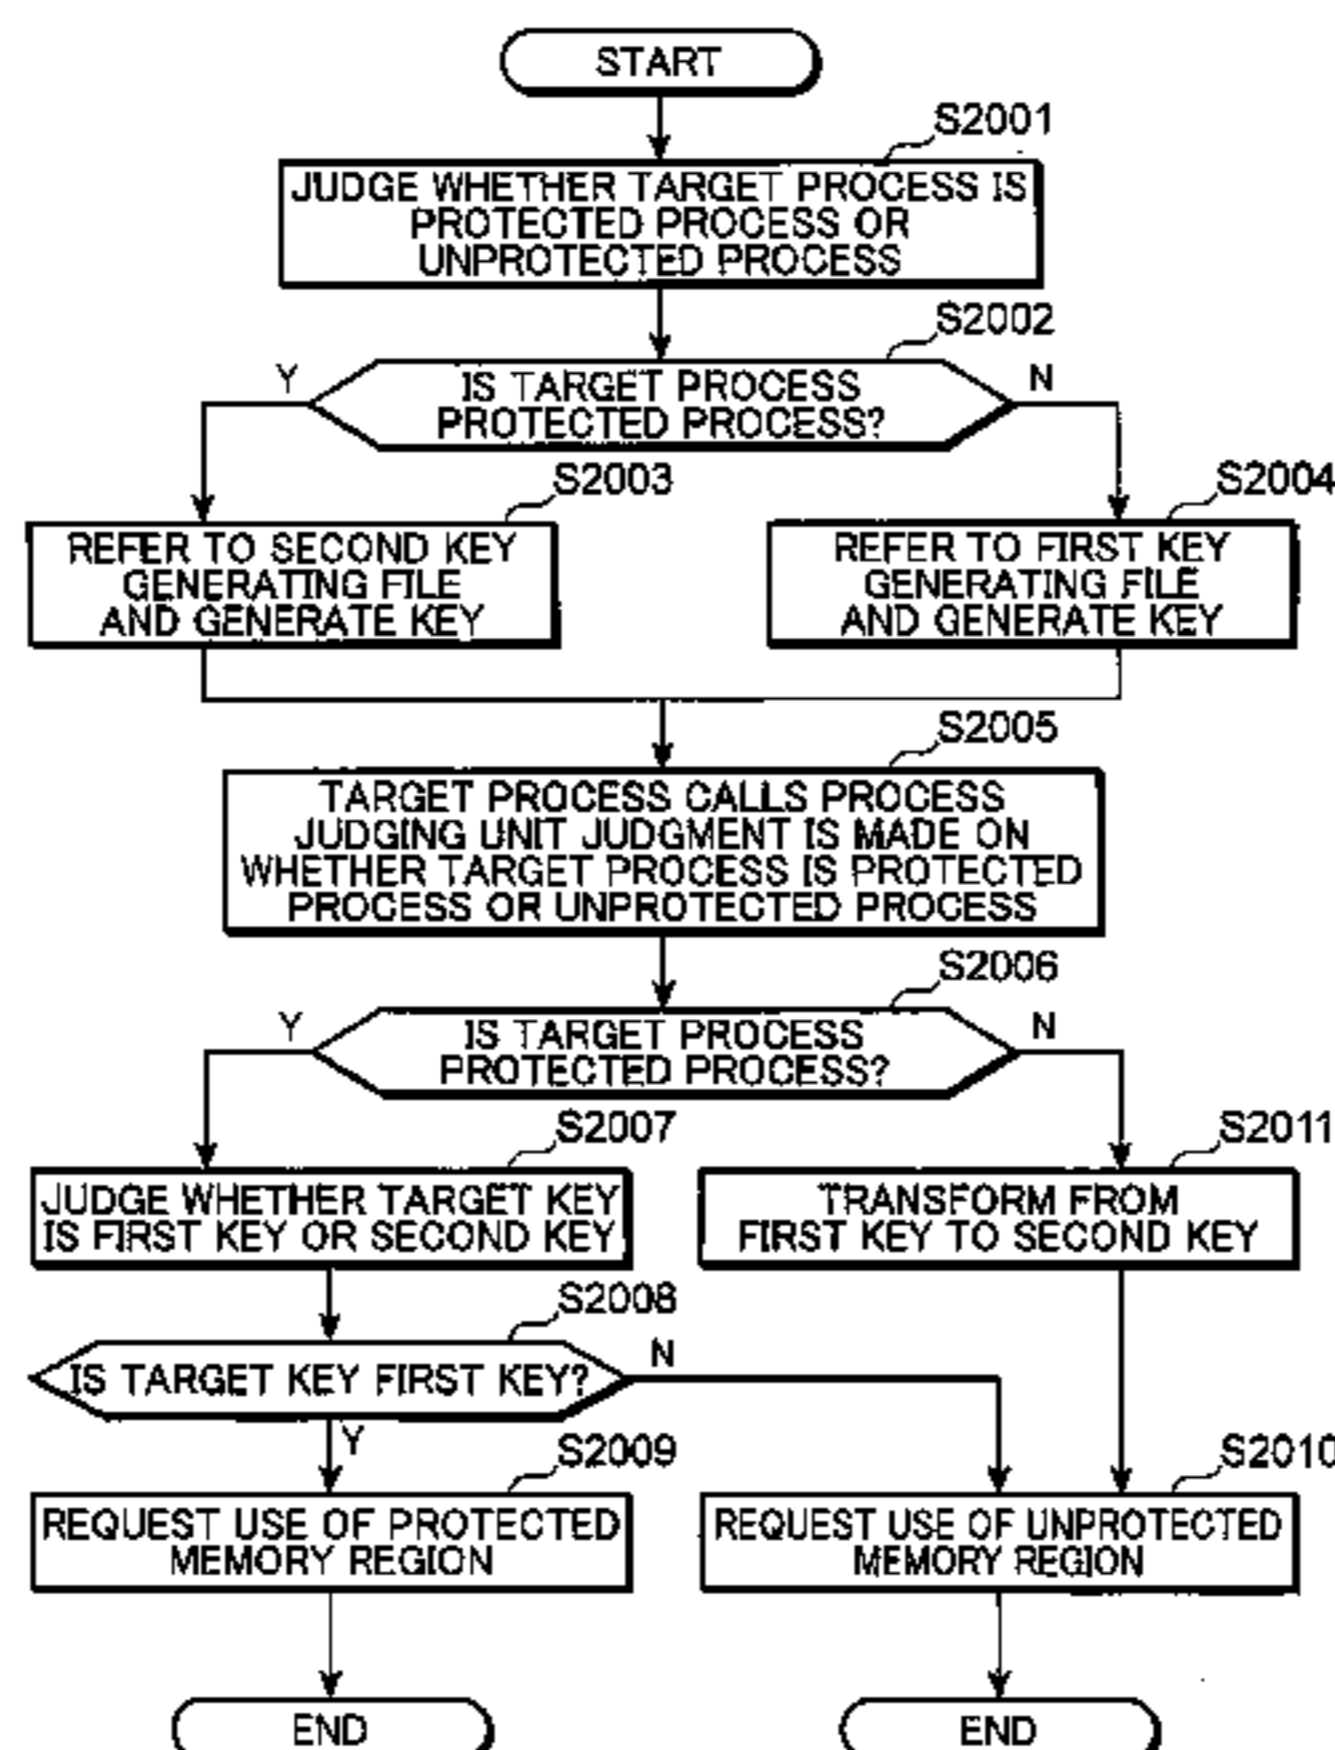 START
S2001
JUDGE WHETHER TARGET PROCESS IS
PROTECTED PROCESS OR
UNPROTECTED PROCESS
S2002
Y
IS TARGET PROCESS
PROTECTED PROCESS?
N
S2003
S2004
REFER TO SECOND KEY
GENERATING FILE
AND GENERATE KEY
REFER TO FIRST KEY
GENERATING FILE
AND GENERATE KEY
S2005
TARGET PROCESS CALLS PROCESS
JUDGING UNIT JUDGMENT IS MADE ON
WHETHER TARGET PROCESS IS PROTECTED
PROCESS OR UNPROTECTED PROCESS
S2006
Y
IS TARGET PROCESS
PROTECTED PROCESS?
N
S2007
S2011
JUDGE WHETHER TARGET KEY
IS FIRST KEY OR SECOND KEY
TRANSFORM FROM
FIRST KEY TO SECOND KEY
S2008
IS TARGET KEY FIRST KEY?
N
Y
S2009
S2010
REQUEST USE OF PROTECTED
MEMORY REGION
REQUEST USE OF UNPROTECTED
MEMORY REGION
END
END